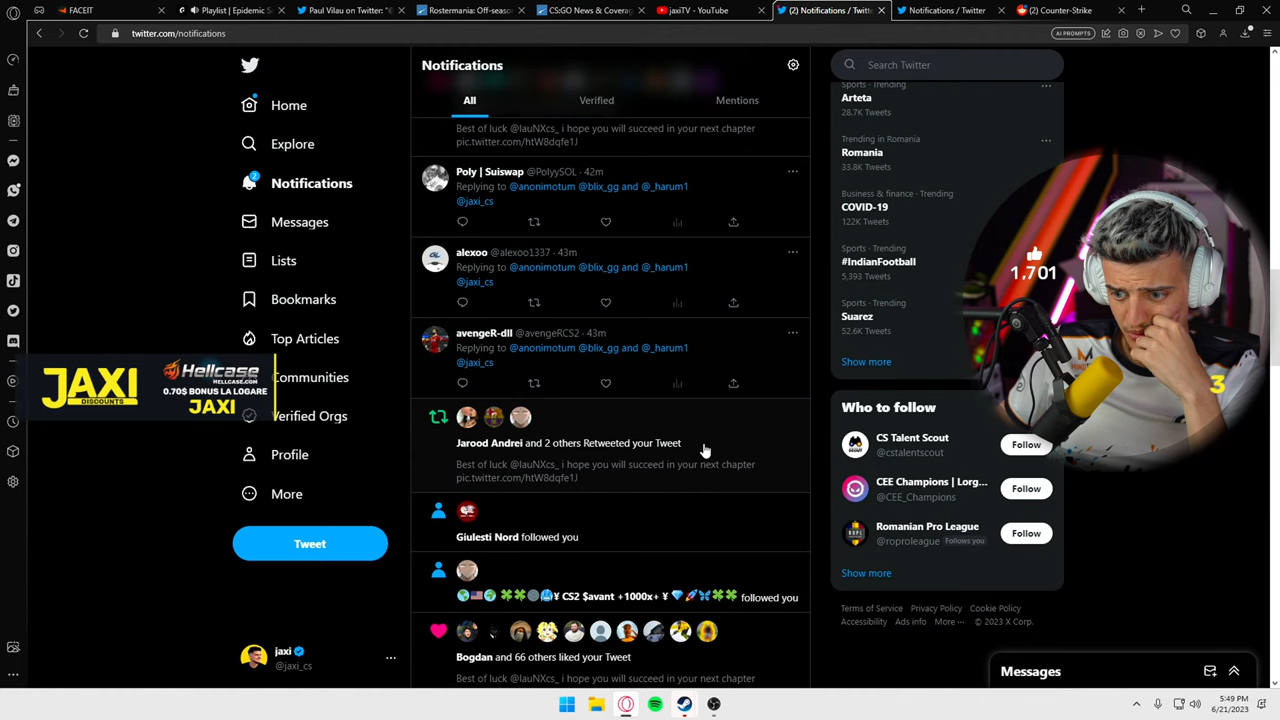 FACEIT
Playlist | Epidemic S
Paul Vilau on Twitter: "
Rostermania: Off-seaso
CS:GO News & Covera
jaxiTV - YouTube
(2) Notifications / Twitte
Notifications / Twitter
Counter-Strike
twitter.com/notifications
AI PROMPTS
Home
Explore
2
Notifications
Messages
Lists
Bookmarks
Top Articles
Communities
Verified Orgs
Profile
More
Tweet
jaxi
@jaxi_cs
JAXI
DISCOUNTS
Hellcase
HELLCASE.COM
0.70$ BONUS LA LOGARE
JAXI
Notifications
All
Verified
Mentions
Best of luck @lauNXcs_ i hope you will succeed in your next chapter
pic.twitter.com/htW8dqfe1J
Poly | Suiswap @PolyySOL · 42m
Replying to @anonimotum @blix_gg and @_harum1
@jaxi_cs
alexoo @alexoo1337 · 43m
Replying to @anonimotum @blix_gg and @_harum1
@jaxi_cs
avengeR-dll @avengeRCS2 · 43m
Replying to @anonimotum @blix_gg and @_harum1
@jaxi_cs
Jarood Andrei and 2 others Retweeted your Tweet
Best of luck @lauNXcs_ i hope you will succeed in your next chapter
pic.twitter.com/htW8dqfe1J
Giulesti Nord followed you
¥ CS2 $avant +1000x+ ¥ followed you
Bogdan and 66 others liked your Tweet
Best of luck @lauNXcs_ i hope you will succeed in your next chapter
Search Twitter
Sports · Trending
Arteta
28.7K Tweets
Trending in Romania
Romania
33.8K Tweets
Business & finance · Trending
COVID-19
122K Tweets
Sports · Trending
#IndianFootball
5,393 Tweets
Sports · Trending
Suarez
52.6K Tweets
Show more
1,701
3
Who to follow
CS Talent Scout
@cstalentscout
Follow
CEE Champions | Lorg...
@CEE_Champions
Follow
Romanian Pro League
@roproleague Follows you
Follow
Show more
Terms of Service Privacy Policy Cookie Policy
Accessibility Ads info More ··· © 2023 X Corp.
Messages
5:49 PM
6/21/2023